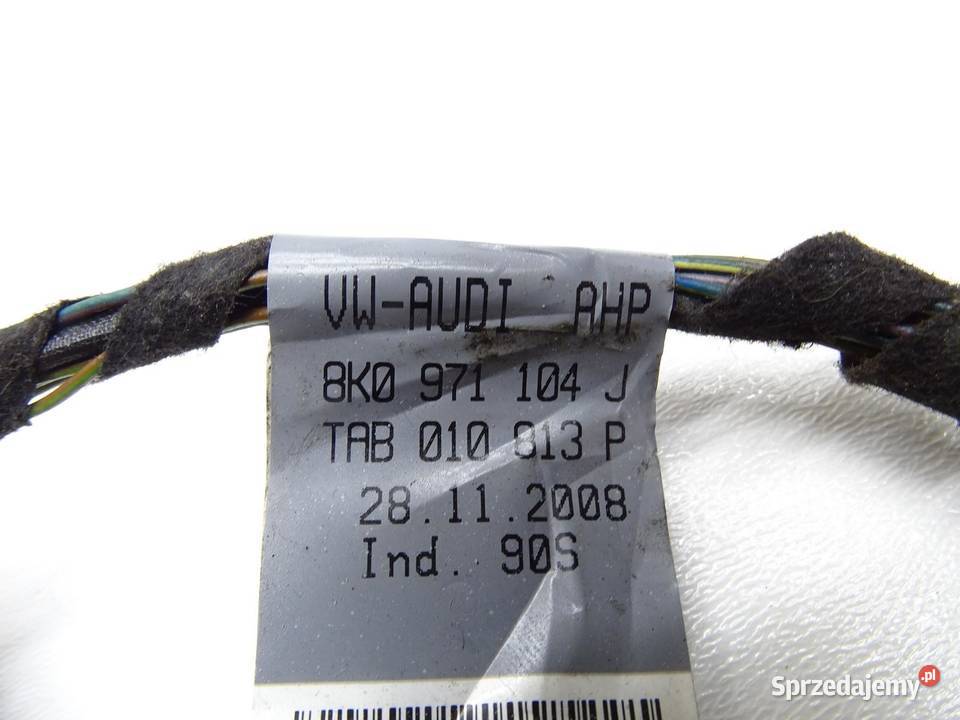 VW-AUDI AHP
8K0 971 104 J
TAB 010 813 P
28.11.2008
Ind. 90S
Sprzedajemy.pl